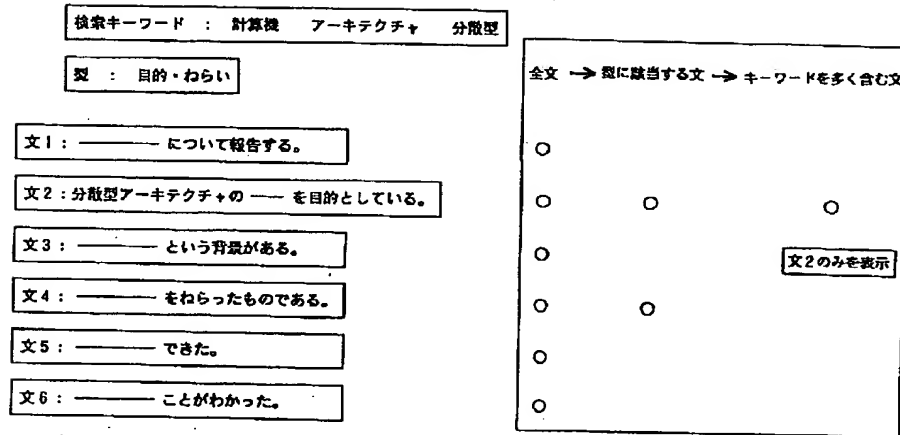 検索キーワード : 計算機 アーキテクチャ 分散型
型 : 目的・ねらい
文1: ――― について報告する。
文2:分散型アーキテクチャの ―― を目的としている。
文3: ――― という背景がある。
文4: ――― をねらったものである。
文5: ――― できた。
文6: ――― ことがわかった。
全文 → 型に該当する文 → キーワードを多く含む文
文2のみを表示